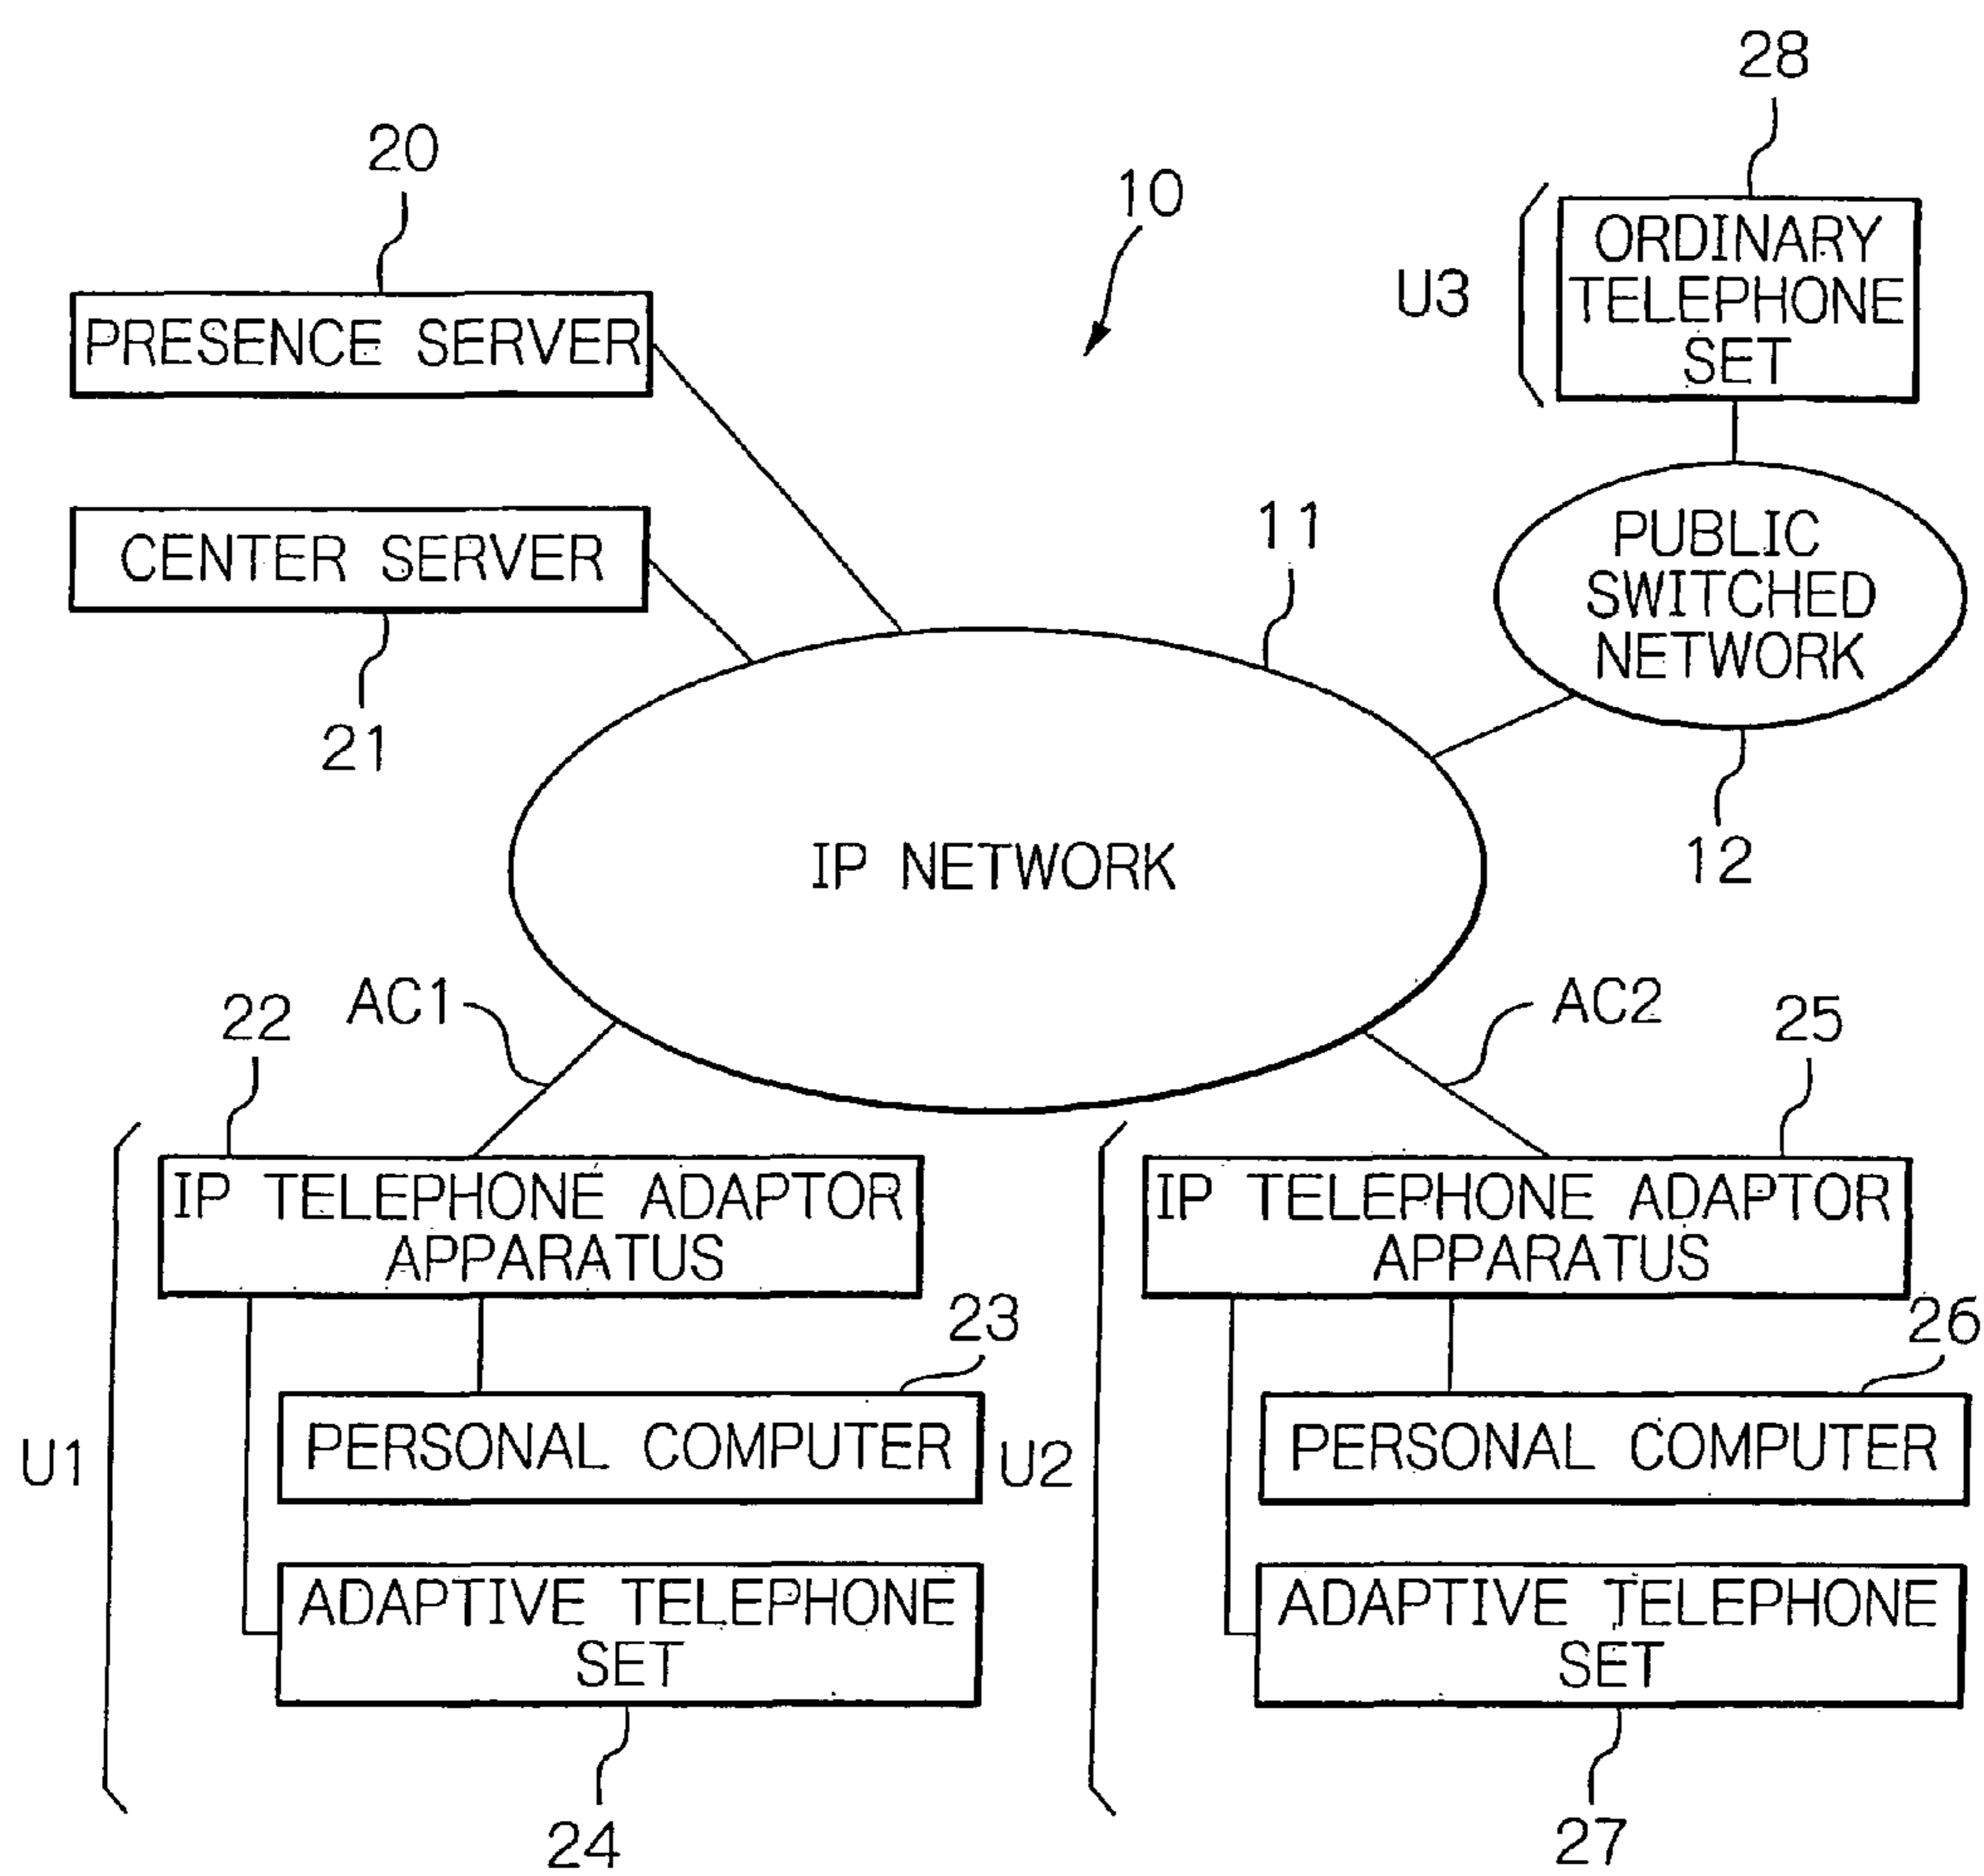 28
20
10
ORDINARY
TELEPHONE
SET
U3
PRESENCE SERVER
11
PUBLIC
SWITCHED
NETWORK
CENTER SERVER
21
12
IP NETWORK
22
AC1
AC2
25
IP TELEPHONE ADAPTOR
APPARATUS
IP TELEPHONE ADAPTOR
APPARATUS
23
26
U1
PERSONAL COMPUTER
U2
PERSONAL COMPUTER
ADAPTIVE TELEPHONE
SET
ADAPTIVE TELEPHONE
SET
24
27